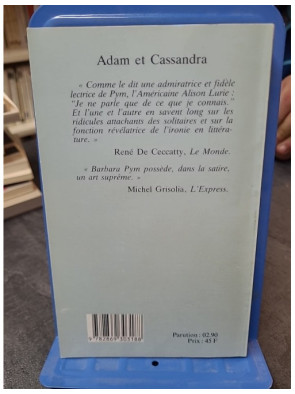 Adam et Cassandra
« Comme le dit une admiratrice et fidèle
lectrice de Pym, l'Américaine Alison Lurie :
"Je ne parle que de ce que je connais."
Et l'une et l'autre en savent long sur les
ridicules attachants des solitaires et sur la
fonction révélatrice de l'ironie en littéra-
ture. »
René De Ceccatty, Le Monde.
« Barbara Pym possède, dans la satire,
un art suprême. »
Michel Grisolia, L'Express.
Parution : 02.90
Prix : 45 F